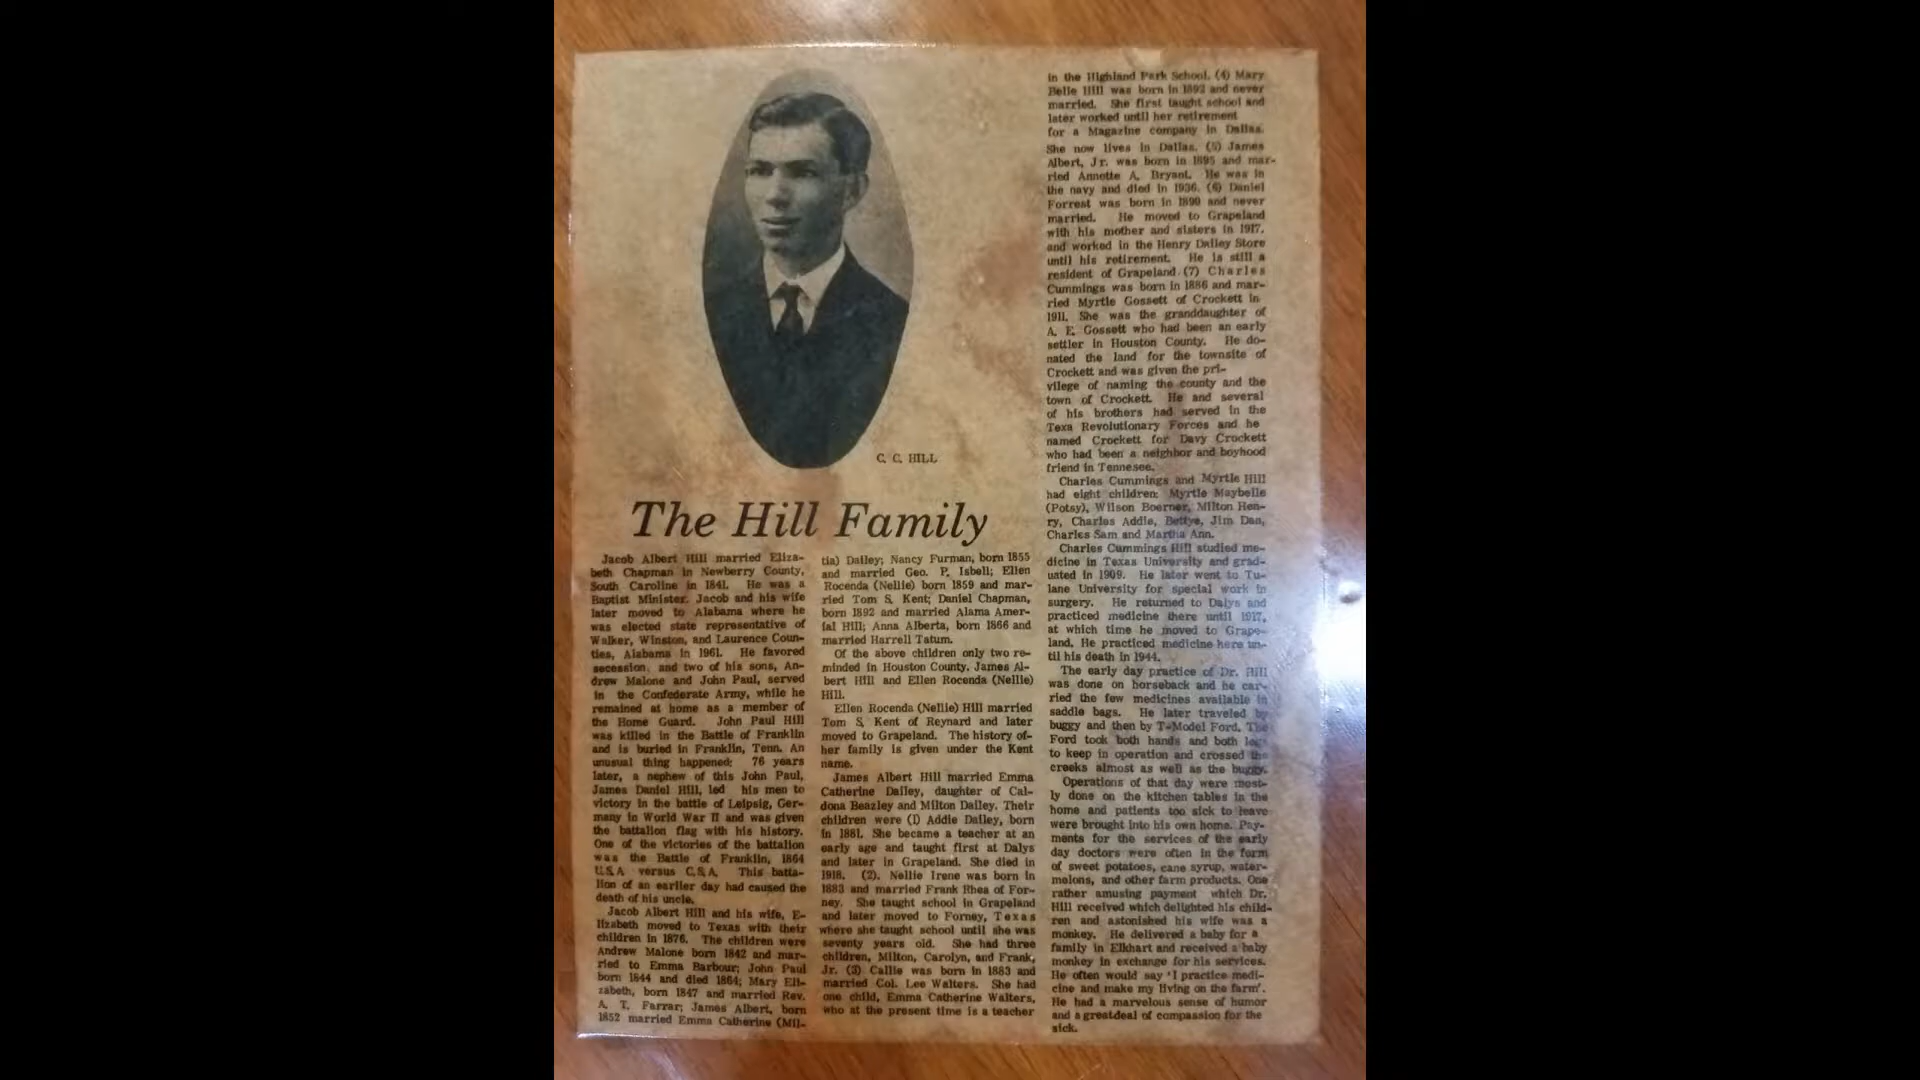 C. C. HILL
The Hill Family
Jacob Albert Hill married Eliza-
beth Chapman in Newberry County,
South Caroline in 1841. He was a
Baptist Minister. Jacob and his wife
later moved to Alabama where he
was elected state representative of
Walker, Winston, and Laurence Coun-
ties, Alabama in 1961. He favored
secession. and two of his sons, An-
drew Malone and John Paul, served
in the Confederate Army, while he
remained at home as a member of
the Home Guard. John Paul Hill
was killed in the Battle of Franklin
and is buried in Franklin, Tenn. An
unusual thing happened: 76 years
later, a nephew of this John Paul,
James Daniel Hill, led his men to
victory in the battle of Leipsig, Ger-
many in World War II and was given
the battalion flag with his history.
One of the victories of the battalion
was the Battle of Franklin, 1864
U.S.A versus C.S.A. This batta-
lion of an earlier day had caused the
death of his uncle.
Jacob Albert Hill and his wife, E-
lizabeth moved to Texas with their
children in 1876. The children were
Andrew Malone born 1842 and mar-
ried to Emma Barbour; John Paul
born 1844 and died 1864; Mary Eli-
zabeth, born 1847 and married Rev.
A. T. Farrar; James Albert, born
1852 married Emma Catherine (Mil-
tia) Dailey; Nancy Furman, born 1855
and married Geo. P. Isbell; Ellen
Rocenda (Nellie) born 1859 and mar-
ried Tom S. Kent; Daniel Chapman,
born 1892 and married Alama Amer-
ial Hill; Anna Alberta, born 1866 and
married Harrell Tatum.
Of the above children only two re-
minded in Houston County, James Al-
bert Hill and Ellen Rocenda (Nellie)
Hill.
Ellen Rocenda (Nellie) Hill married
Tom S. Kent of Reynard and later
moved to Grapeland. The history of-
her family is given under the Kent
name.
James Albert Hill married Emma
Catherine Dailey, daughter of Cal-
dona Beazley and Milton Dailey. Their
children were (1) Addie Dailey, born
in 1881. She became a teacher at an
early age and taught first at Dalys
and later in Grapeland. She died in
1918. (2). Nellie Irene was born in
1883 and married Frank Rhea of For-
ney. She taught school in Grapeland
and later moved to Forney, Texas
where she taught school until she was
seventy years old. She had three
children, Milton, Carolyn, and Frank,
Jr. (3) Callie was born in 1883 and
married Col. Lee Walters. She had
one child, Emma Catherine Walters,
who at the present time is a teacher
in the Highland Park School. (4) Mary
Belle Hill was born in 1892 and never
married. She first taught school and
later worked until her retirement
for a Magazine company in Dallas.
She now lives in Dallas. (5) James
Albert, Jr. was born in 1895 and mar-
ried Annette A. Bryant. He was in
the navy and died in 1936. (6) Daniel
Forrest was born in 1890 and never
married. He moved to Grapeland
with his mother and sisters in 1917.
and worked in the Henry Dailey Store
until his retirement. He is still a
resident of Grapeland. (7) Charles
Cummings was born in 1886 and mar-
ried Myrtle Gossett of Crockett in
1911. She was the granddaughter of
A. E. Gossett who had been an early
settler in Houston County. He do-
nated the land for the townsite of
Crockett and was given the pri-
vilege of naming the county and the
town of Crockett. He and several
of his brothers had served in the
Texa Revolutionary Forces and he
named Crockett for Davy Crockett
who had been a neighbor and boyhood
friend in Tennesee.
Charles Cummings and Myrtle Hill
had eight children: Myrtle Maybelle
(Potsy), Wilson Boerner, Milton Hen-
ry, Charles Addie, Bettye, Jim Dan,
Charles Sam and Martha Ann.
Charles Cummings Hill studied me-
dicine in Texas University and grad-
uated in 1909. He later went to Tu-
lane University for special work in
surgery. He returned to Dalys and
practiced medicine there until 1917,
at which time he moved to Grape-
land. He practiced medicine here un-
til his death in 1944.
The early day practice of Dr. Hill
was done on horseback and he car-
ried the few medicines available in
saddle bags. He later traveled by
buggy and then by T-Model Ford. The
Ford took both hands and both legs
to keep in operation and crossed the
creeks almost as well as the buggy.
Operations of that day were most-
ly done on the kitchen tables in the
home and patients too sick to leave
were brought into his own home. Pay-
ments for the services of the early
day doctors were often in the form
of sweet potatoes, cane syrup, water-
melons, and other farm products. One
rather amusing payment which Dr.
Hill received which delighted his child-
ren and astonished his wife was a
monkey. He delivered a baby for a
family in Elkhart and received a baby
monkey in exchange for his services.
He often would say 'I practice medi-
cine and make my living on the farm'.
He had a marvelous sense of humor
and a greatdeal of compassion for the
sick.